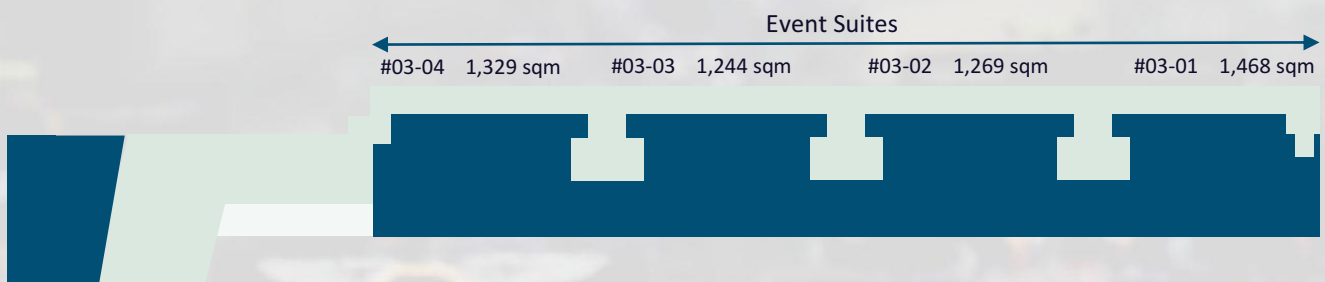 Event Suites
#03-04 1,329 sqm #03-03 1,244 sqm #03-02 1,269 sqm #03-01 1,468 sqm